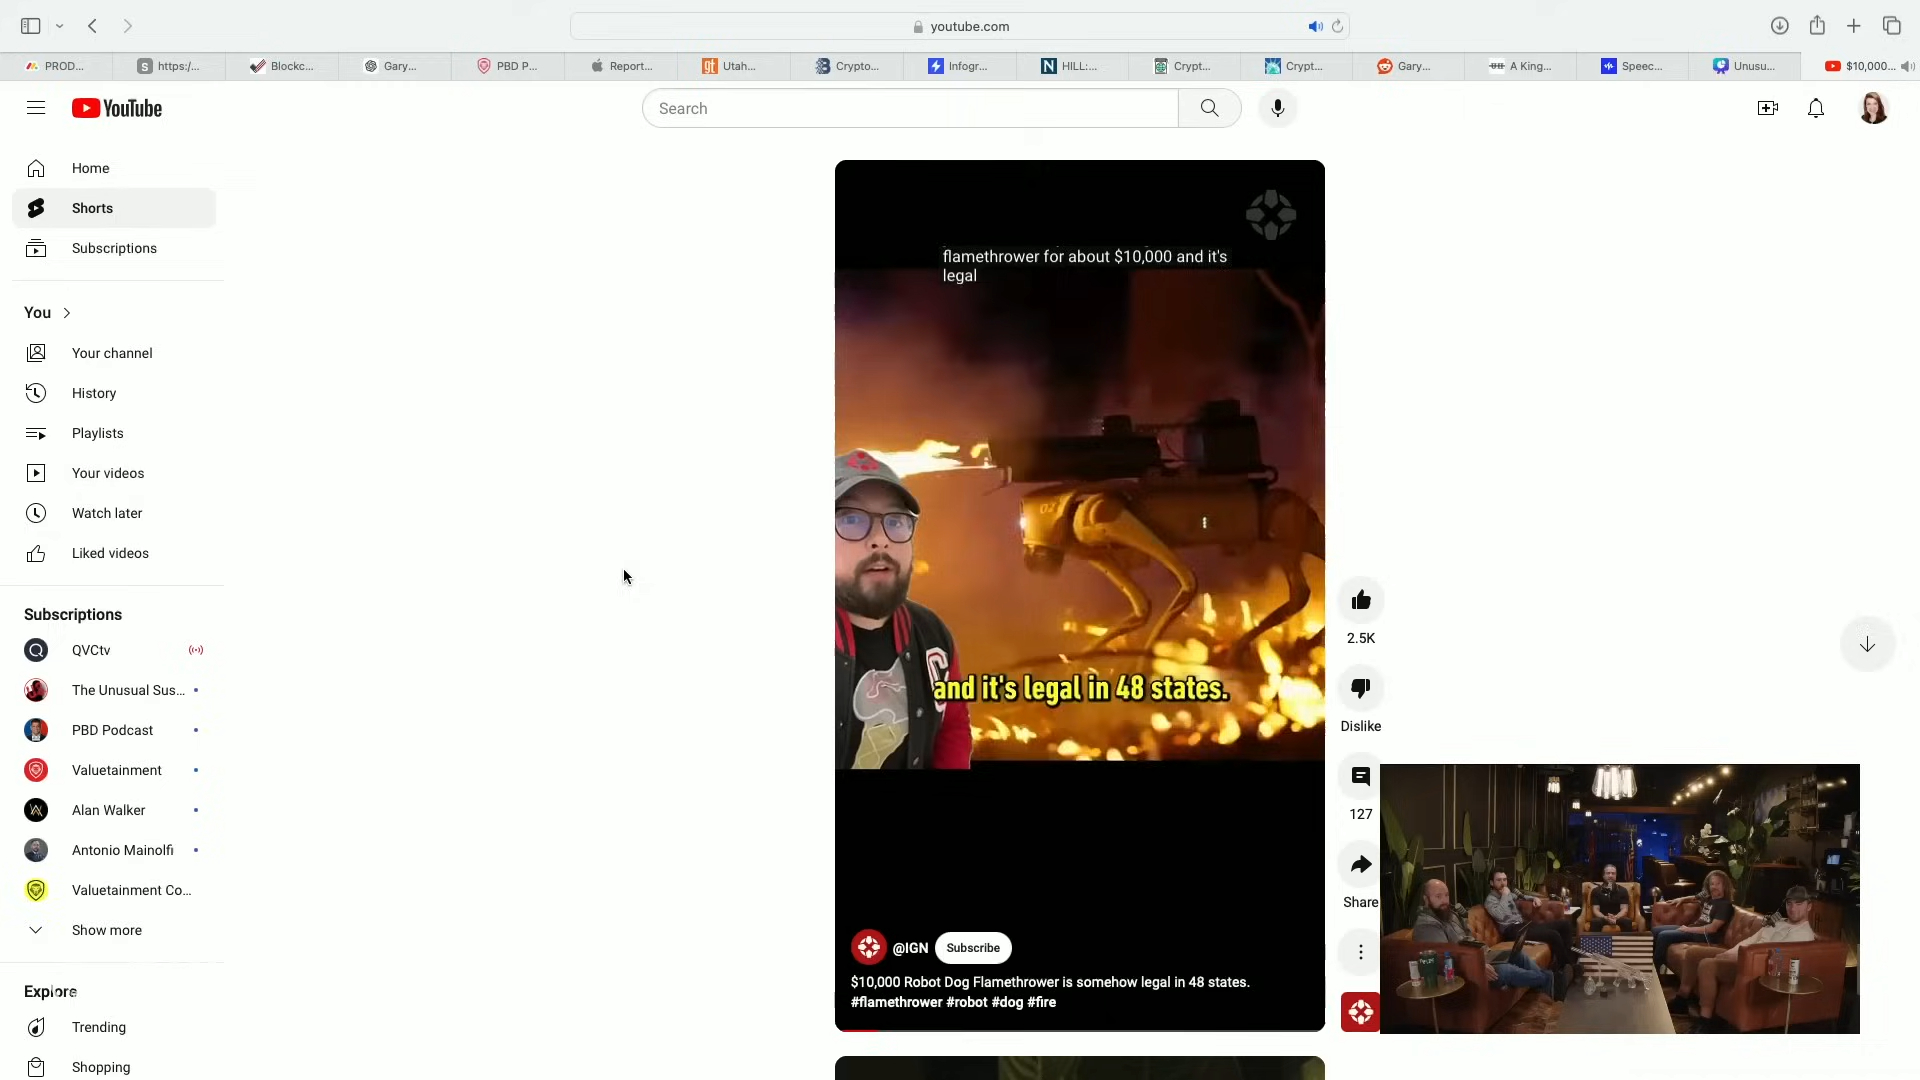 youtube.com
PROD...
https:/...
Blockc...
Gary...
PBD P...
Report...
Utah...
Crypto...
Infogr...
HILL:...
Crypt...
Crypt...
Gary...
A King...
Speec...
Unusu...
$10,000...
YouTube
Search
Home
Shorts
Subscriptions
You
Your channel
History
Playlists
Your videos
Watch later
Liked videos
Subscriptions
QVCtv
The Unusual Sus...
PBD Podcast
Valuetainment
Alan Walker
Antonio Mainolfi
Valuetainment Co...
Show more
Explore
Trending
Shopping
flamethrower for about $10,000 and it's
legal
and it's legal in 48 states.
@IGN Subscribe
$10,000 Robot Dog Flamethrower is somehow legal in 48 states.
#flamethrower #robot #dog #fire
2.5K
Dislike
127
Share